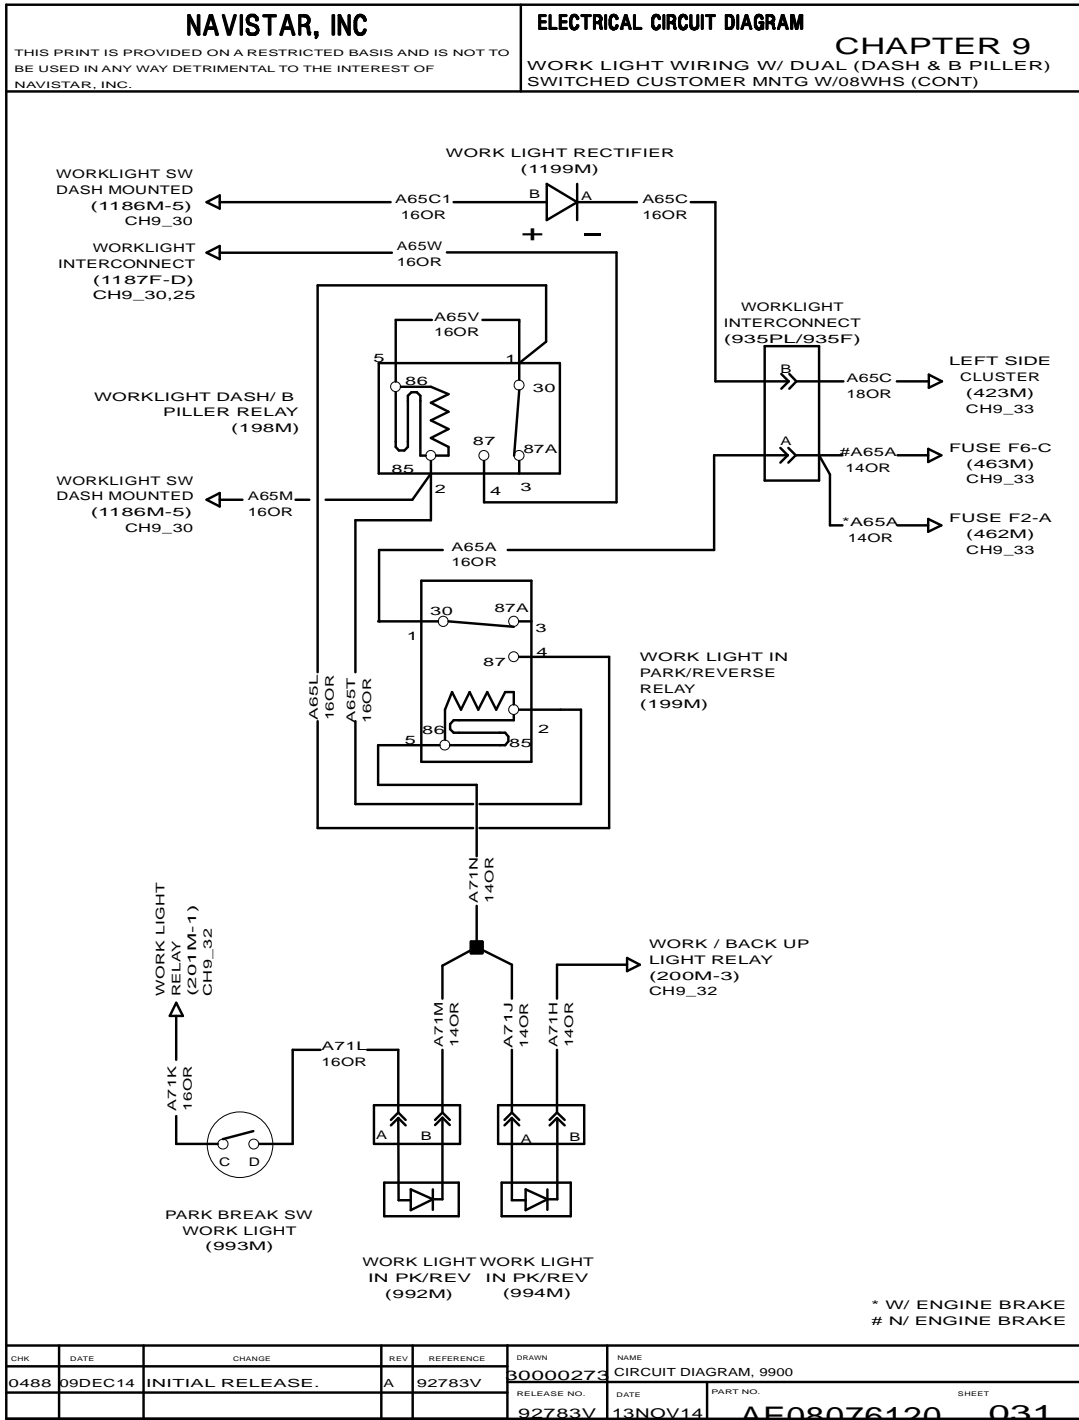 NAVISTAR, INC
THIS PRINT IS PROVIDED ON A RESTRICTED BASIS AND IS NOT TO
BE USED IN ANY WAY DETRIMENTAL TO THE INTEREST OF
NAVISTAR, INC.
ELECTRICAL CIRCUIT DIAGRAM
CHAPTER 9
WORK LIGHT WIRING W/ DUAL (DASH & B PILLER)
SWITCHED CUSTOMER MNTG W/08WHS (CONT)
WORK LIGHT RECTIFIER
(1199M)
WORKLIGHT SW
DASH MOUNTED
(1186M-5)
CH9_30
A65C1
16OR
B
A
+
−
A65C
16OR
WORKLIGHT
INTERCONNECT
(1187F-D)
CH9_30,25
A65W
16OR
A65V
16OR
WORKLIGHT
INTERCONNECT
(935PL/935F)
B
A65C
18OR
LEFT SIDE
CLUSTER
(423M)
CH9_33
A
#A65A
14OR
FUSE F6-C
(463M)
CH9_33
*A65A
14OR
FUSE F2-A
(462M)
CH9_33
WORKLIGHT DASH/ B
PILLER RELAY
(198M)
5
1
86
30
87
87A
85
2
4
3
WORKLIGHT SW
DASH MOUNTED
(1186M-5)
CH9_30
A65M
16OR
A65A
16OR
30
87A
1
3
87
4
86
5
85
2
WORK LIGHT IN
PARK/REVERSE
RELAY
(199M)
A65L
16OR
A65T
16OR
A71N
14OR
WORK LIGHT
RELAY
(201M-1)
CH9_32
WORK / BACK UP
LIGHT RELAY
(200M-3)
CH9_32
A71M
14OR
A71J
14OR
A71H
14OR
A71L
16OR
A71K
16OR
A
B
A
B
C D
PARK BREAK SW
WORK LIGHT
(993M)
WORK LIGHT
IN PK/REV
(992M)
WORK LIGHT
IN PK/REV
(994M)
* W/ ENGINE BRAKE
# N/ ENGINE BRAKE
CHK DATE CHANGE REV REFERENCE
0488 09DEC14 INITIAL RELEASE. A 92783V
DRAWN
30000273
NAME
CIRCUIT DIAGRAM, 9900
RELEASE NO.
92783V
DATE
13NOV14
PART NO.
AE08076120
SHEET
031